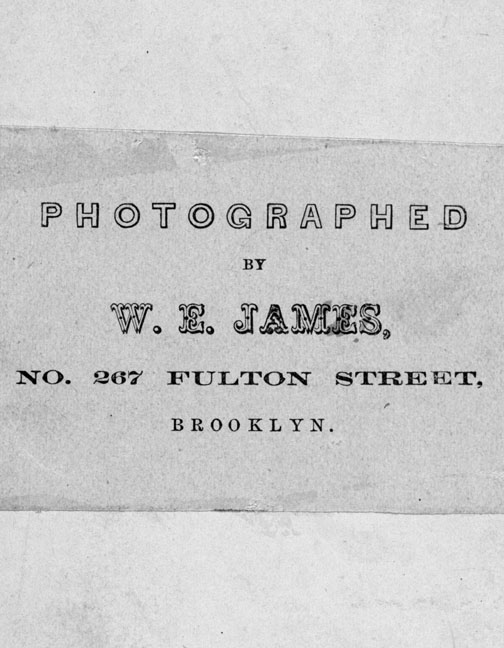 PHOTOGRAPHED
BY
W. E. JAMES,
NO. 267 FULTON STREET,
BROOKLYN.